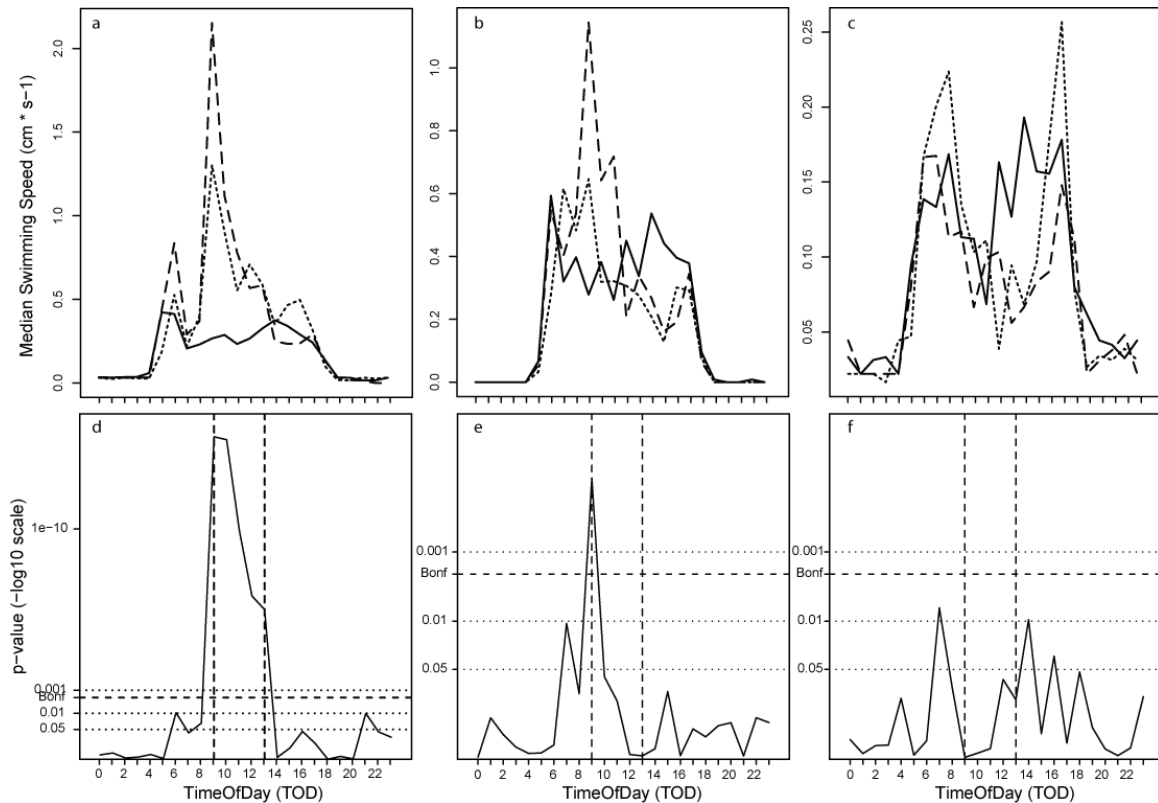 a
b
c
Median Swimming Speed (cm * s−1)
0.0
0.5
1.0
1.5
2.0
0.0
0.2
0.4
0.6
0.8
1.0
0.05
0.10
0.15
0.20
0.25
d
e
f
p−value (−log10 scale)
1e−10
0.001
Bonf
0.01
0.05
0.001
Bonf
0.01
0.05
0.001
Bonf
0.01
0.05
0 2 4 6 8 10 12 14 16 18 20 22
0 2 4 6 8 10 12 14 16 18 20 22
0 2 4 6 8 10 12 14 16 18 20 22
TimeOfDay (TOD)
TimeOfDay (TOD)
TimeOfDay (TOD)